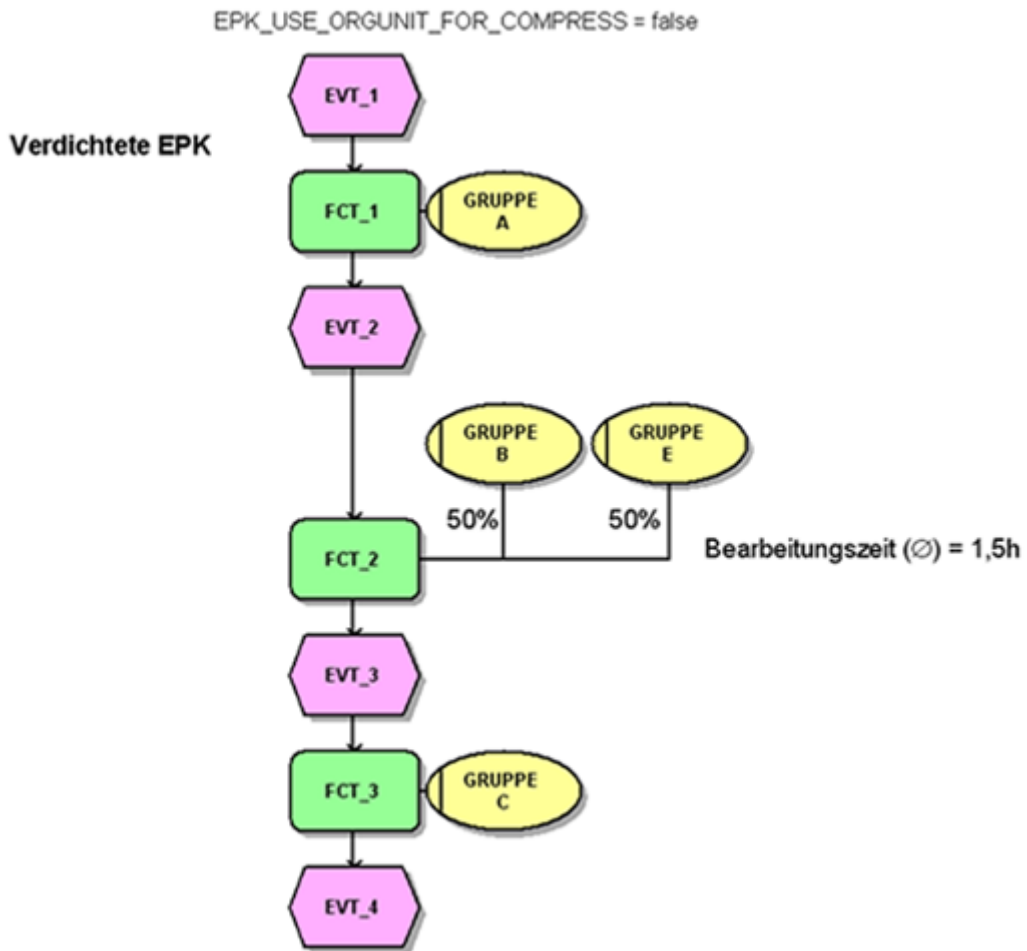 EPK_USE_ORGUNIT_FOR_COMPRESS = false
EVT_1
Verdichtete EPK
FCT_1
GRUPPE
A
EVT_2
GRUPPE
B
GRUPPE
E
50%
50%
FCT_2
Bearbeitungszeit (∅) = 1,5h
EVT_3
FCT_3
GRUPPE
C
EVT_4